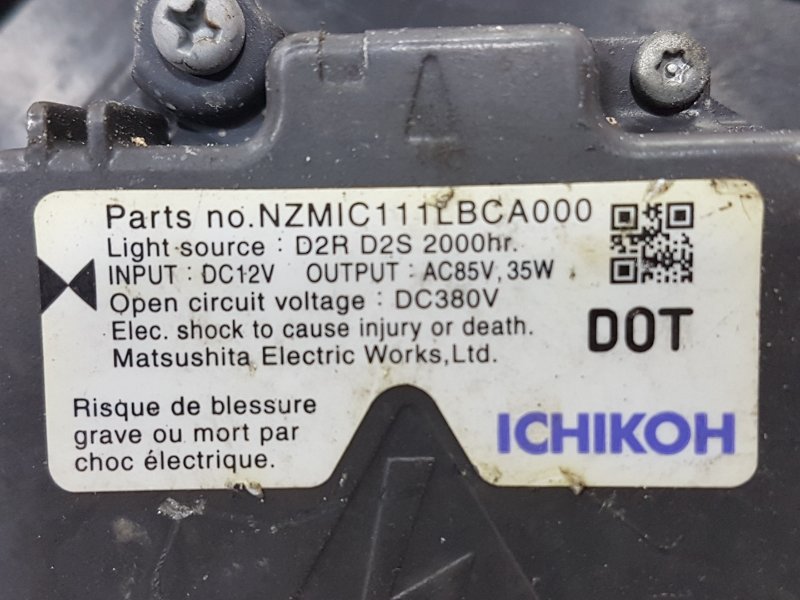 Parts no.NZMIC111LBCA000
Light source : D2R D2S 2000hr.
INPUT : DC12V OUTPUT : AC85V, 35W
Open circuit voltage : DC380V
Elec. shock to cause injury or death.
Matsushita Electric Works,Ltd.
DOT
Risque de blessure
grave ou mort par
choc électrique.
ICHIKOH